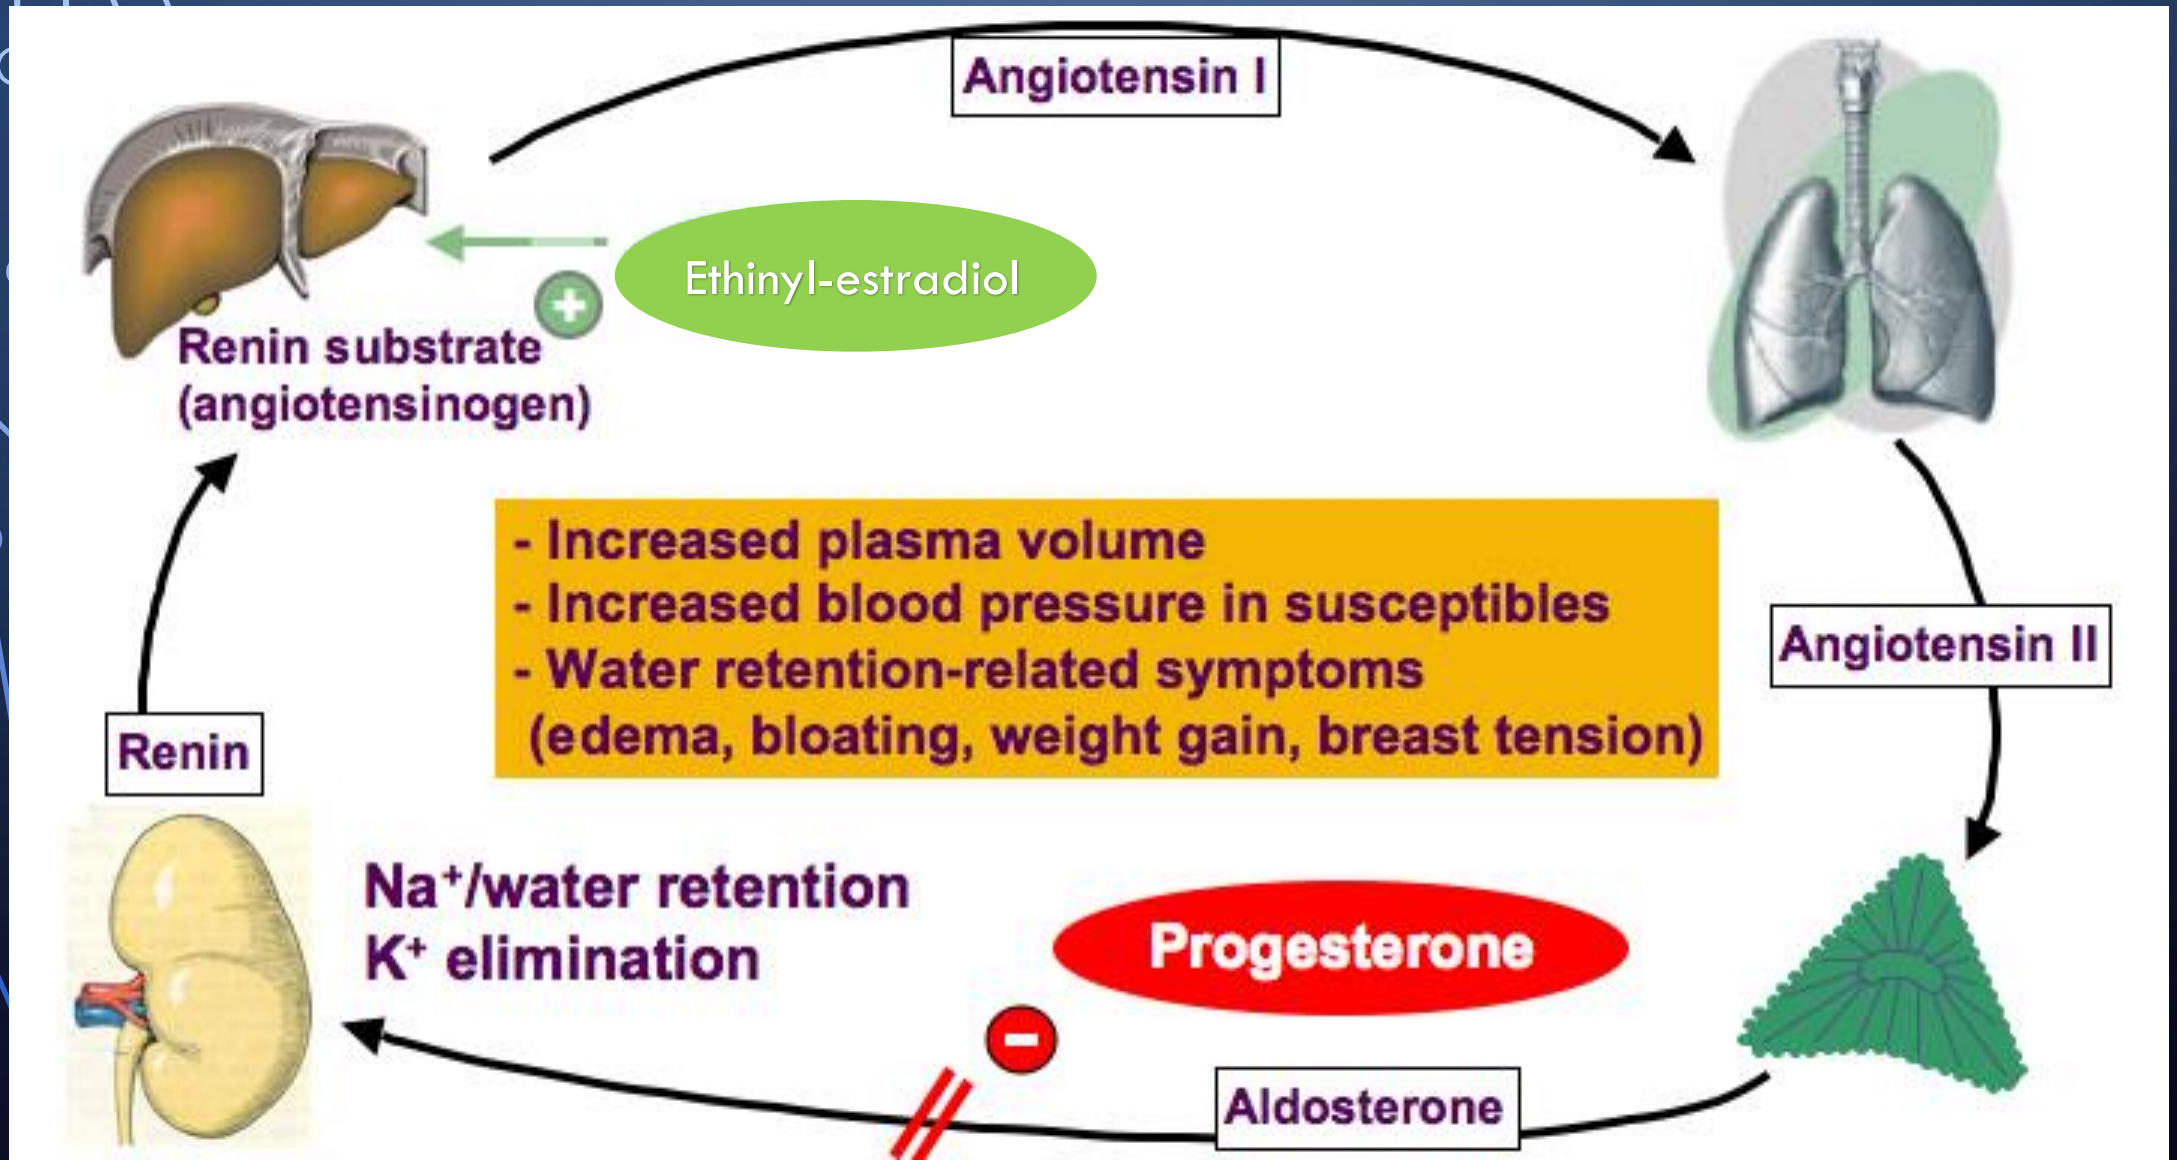 Angiotensin I
Ethinyl-estradiol
+
Renin substrate
(angiotensinogen)
- Increased plasma volume
- Increased blood pressure in susceptibles
- Water retention-related symptoms
(edema, bloating, weight gain, breast tension)
Angiotensin II
Renin
Na⁺/water retention
K⁺ elimination
Progesterone
-
Aldosterone